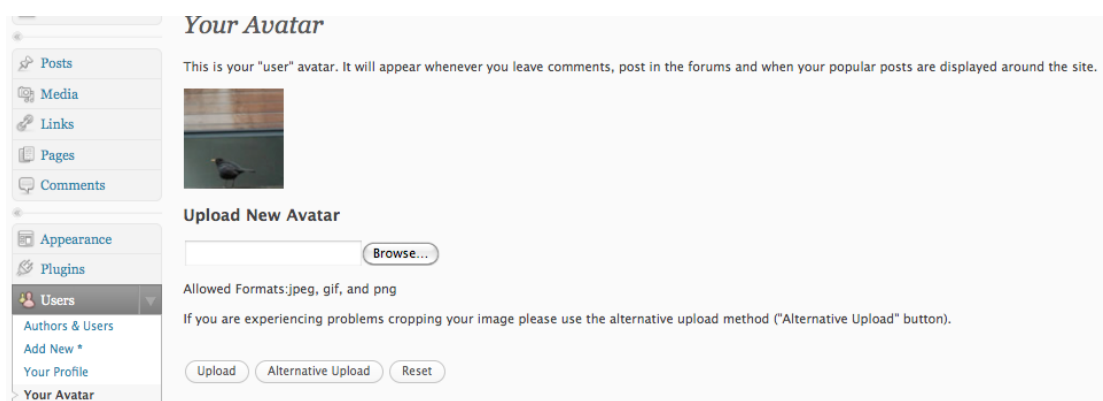 Your Avatar
Posts
This is your "user" avatar. It will appear whenever you leave comments, post in the forums and when your popular posts are displayed around the site.
Media
Links
Pages
Comments
Upload New Avatar
Appearance
Browse...
Plugins
Allowed Formats:jpeg, gif, and png
Users
If you are experiencing problems cropping your image please use the alternative upload method ("Alternative Upload" button).
Authors & Users
Add New *
Your Profile
Upload Alternative Upload Reset
Your Avatar